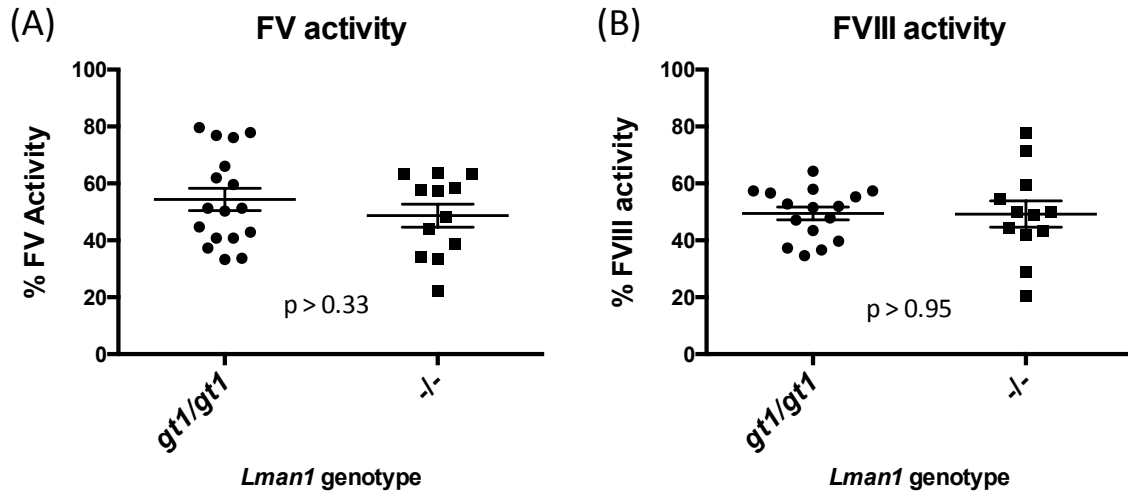 (A)
FV activity
% FV Activity
100
80
60
40
20
0
p > 0.33
gt1/gt1
-/-
Lman1 genotype
(B)
FVIII activity
% FVIII activity
100
80
60
40
20
0
p > 0.95
gt1/gt1
-/-
Lman1 genotype